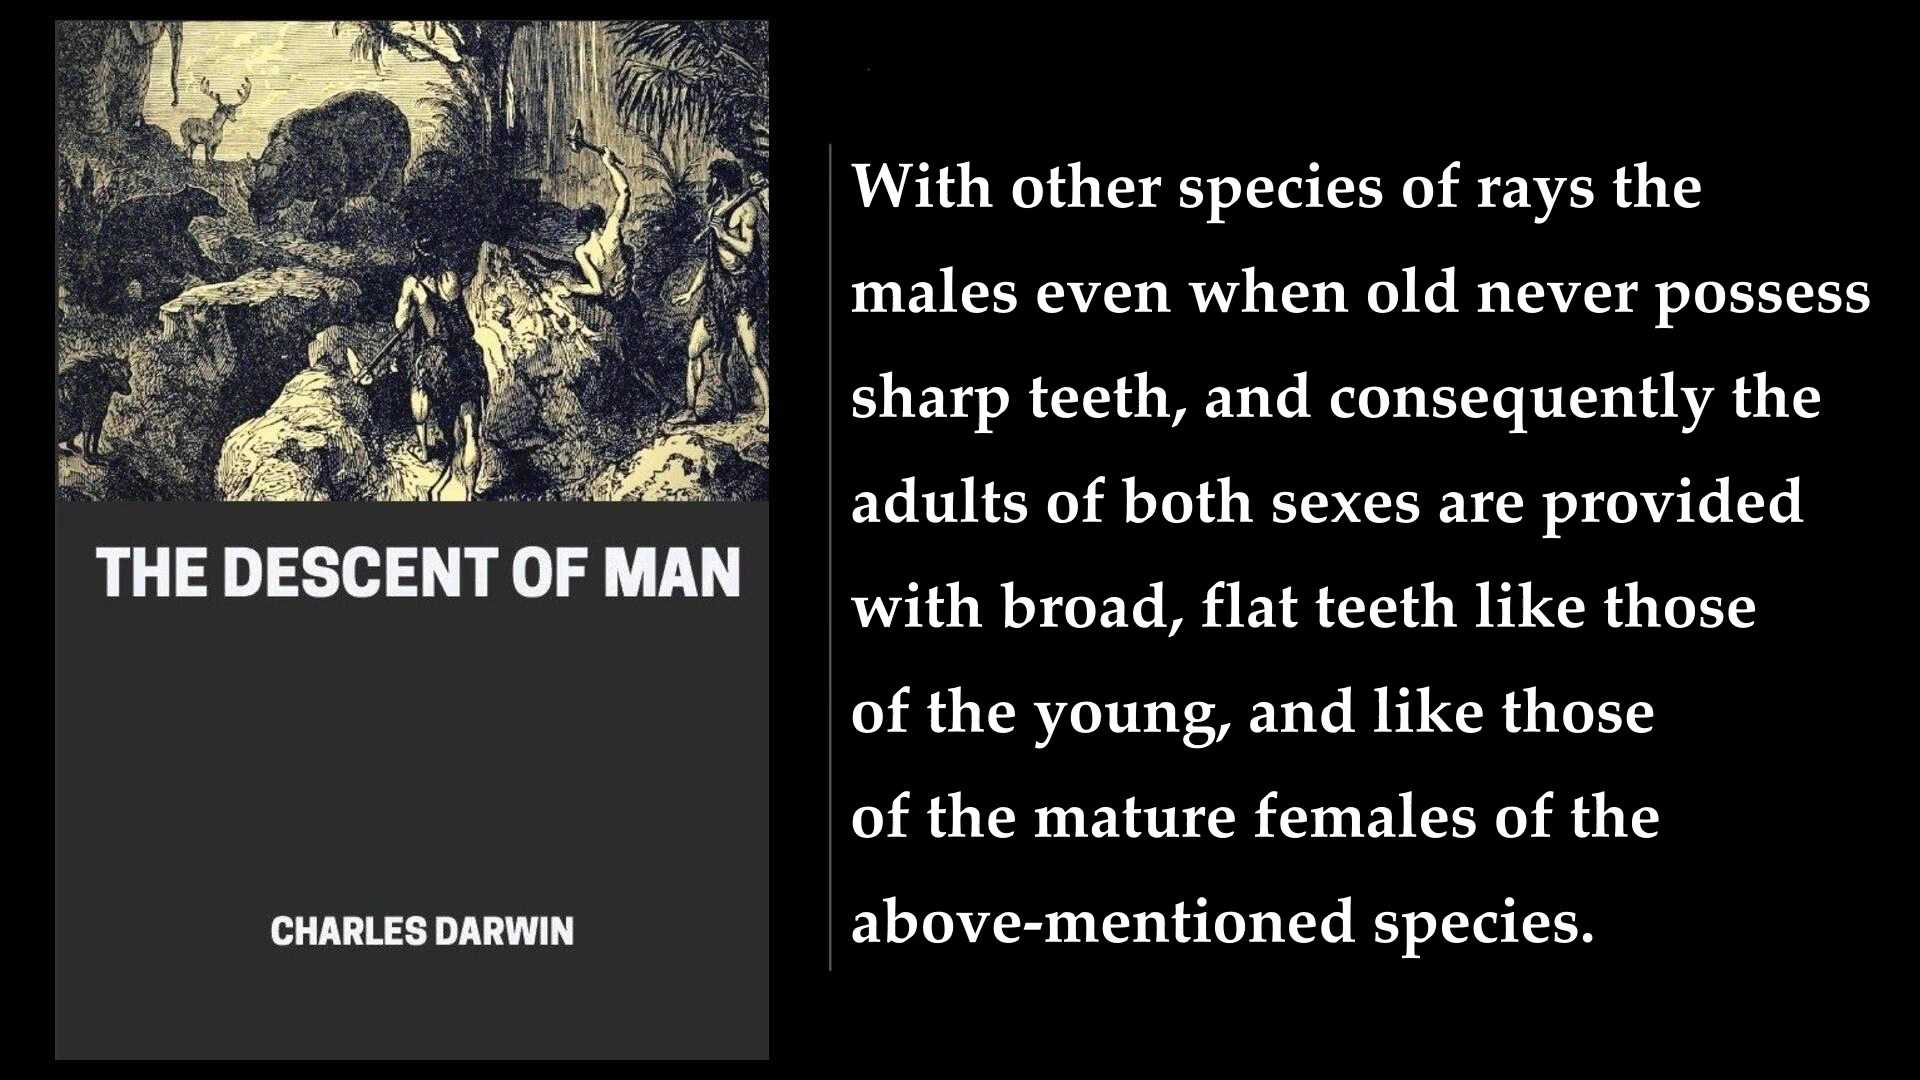 THE DESCENT OF MAN
CHARLES DARWIN
With other species of rays the
males even when old never possess
sharp teeth, and consequently the
adults of both sexes are provided
with broad, flat teeth like those
of the young, and like those
of the mature females of the
above-mentioned species.